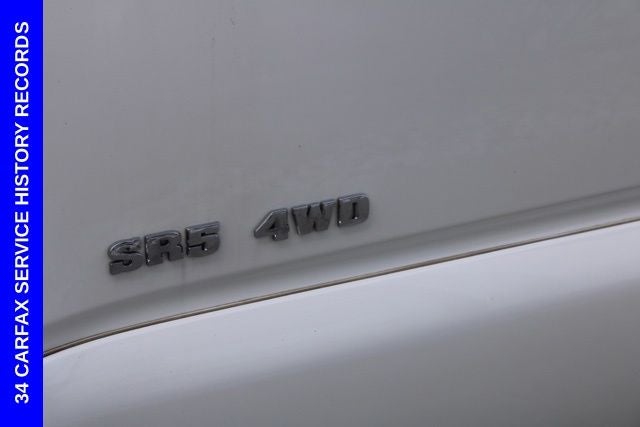 34 CARFAX SERVICE HISTORY RECORDS
SR5 4WD